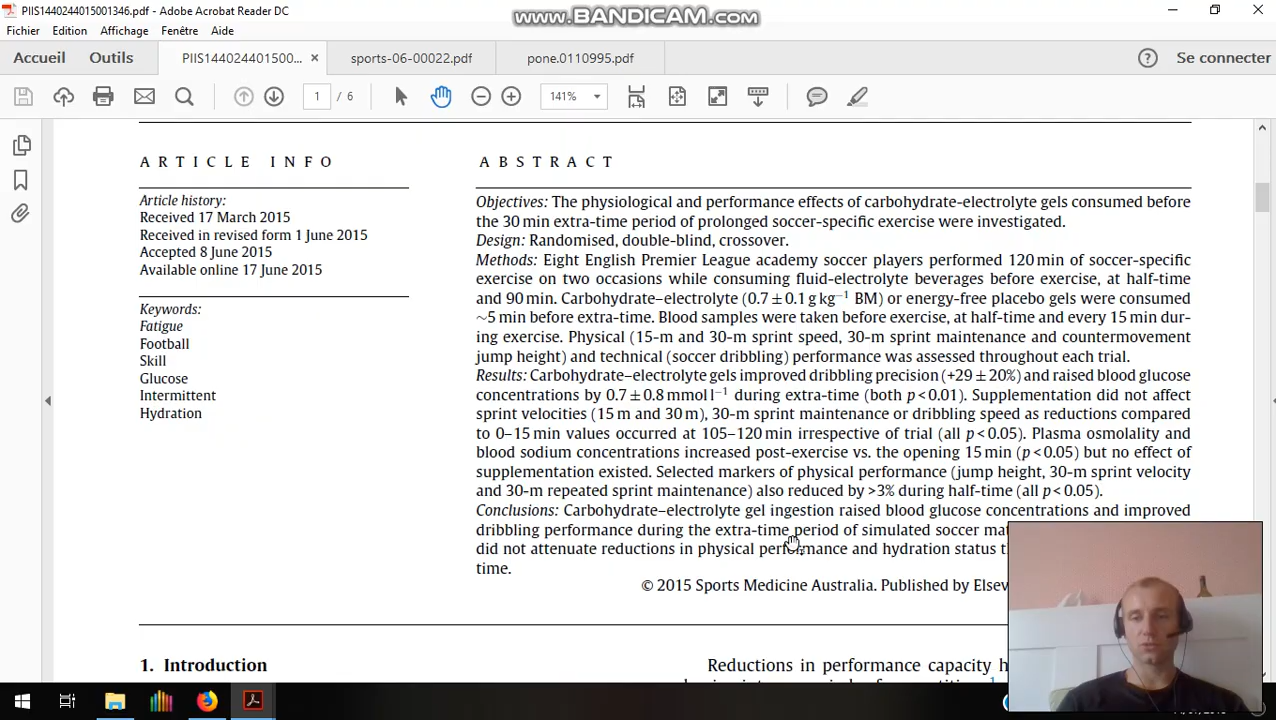 PIIS1440244015001346.pdf - Adobe Acrobat Reader DC
www.BANDICAM.com
Fichier Edition Affichage Fenêtre Aide
Accueil Outils PIIS144024401500... × sports-06-00022.pdf pone.0110995.pdf ? Se connecter
1 / 6 141%
ARTICLE INFO
Article history:
Received 17 March 2015
Received in revised form 1 June 2015
Accepted 8 June 2015
Available online 17 June 2015
Keywords:
Fatigue
Football
Skill
Glucose
Intermittent
Hydration
ABSTRACT
Objectives: The physiological and performance effects of carbohydrate-electrolyte gels consumed before
the 30 min extra-time period of prolonged soccer-specific exercise were investigated.
Design: Randomised, double-blind, crossover.
Methods: Eight English Premier League academy soccer players performed 120 min of soccer-specific
exercise on two occasions while consuming fluid-electrolyte beverages before exercise, at half-time
and 90 min. Carbohydrate–electrolyte (0.7 ± 0.1 g kg−1 BM) or energy-free placebo gels were consumed
∼5 min before extra-time. Blood samples were taken before exercise, at half-time and every 15 min dur-
ing exercise. Physical (15-m and 30-m sprint speed, 30-m sprint maintenance and countermovement
jump height) and technical (soccer dribbling) performance was assessed throughout each trial.
Results: Carbohydrate–electrolyte gels improved dribbling precision (+29 ± 20%) and raised blood glucose
concentrations by 0.7 ± 0.8 mmol l−1 during extra-time (both p < 0.01). Supplementation did not affect
sprint velocities (15 m and 30 m), 30-m sprint maintenance or dribbling speed as reductions compared
to 0–15 min values occurred at 105–120 min irrespective of trial (all p < 0.05). Plasma osmolality and
blood sodium concentrations increased post-exercise vs. the opening 15 min (p < 0.05) but no effect of
supplementation existed. Selected markers of physical performance (jump height, 30-m sprint velocity
and 30-m repeated sprint maintenance) also reduced by >3% during half-time (all p < 0.05).
Conclusions: Carbohydrate–electrolyte gel ingestion raised blood glucose concentrations and improved
dribbling performance during the extra-time period of simulated soccer
did not attenuate reductions in physical performance and hydration status
time.
© 2015 Sports Medicine Australia. Published by
1. Introduction
Reductions in performance capacity